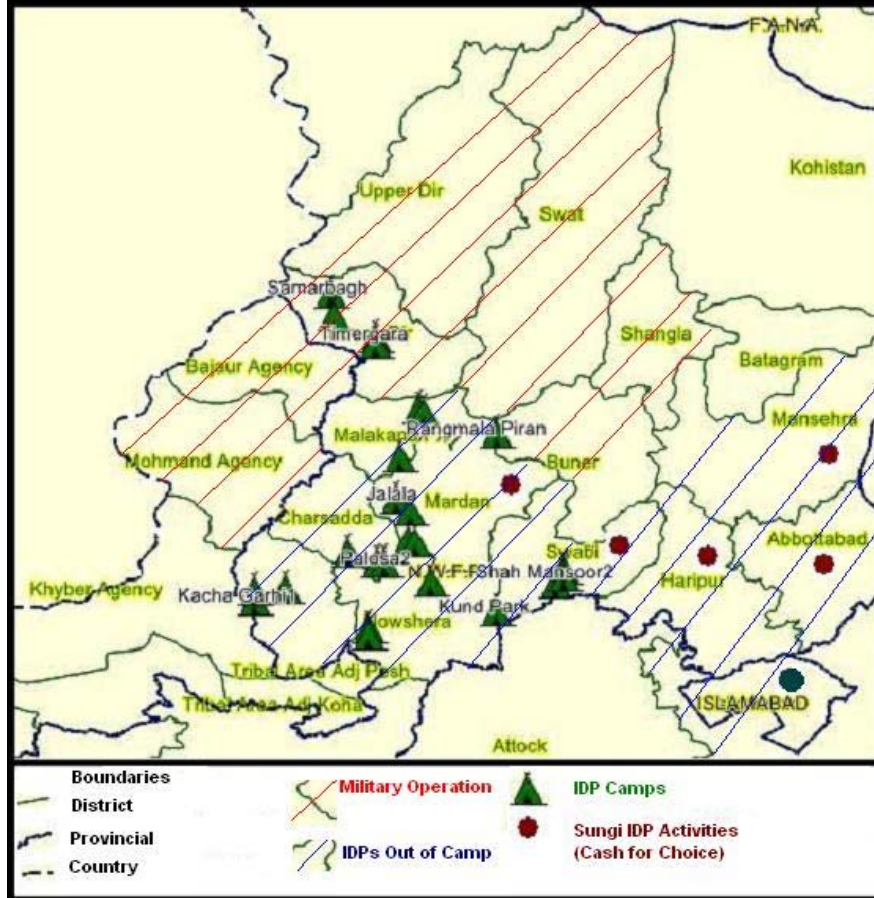 F.A.N.A.
Kohistan
Upper Dir
Swat
Samarbagh
Timergara
Shangla
Batagram
Bajaur Agency
Mansehra
Malakand
Rangmala Piran
Mohmand Agency
Buner
Jalala
Mardan
Charsadda
Abbottabad
Palosa2
N.W.F.P
Shah Mansoor2
Swabi
Haripur
Khyber Agency
Kacha Garhi1
Kund Park
Nowshera
Tribal Area Adj Pesh
Tribal Area Adj Koha
ISLAMABAD
Attock
Boundaries
District
Provincial
Country
Military Operation
IDPs Out of Camp
IDP Camps
Sungi IDP Activities
(Cash for Choice)